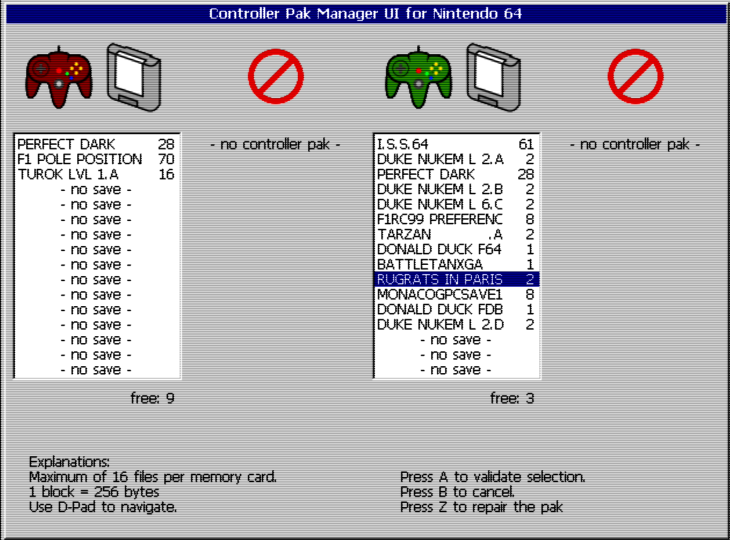 Controller Pak Manager UI for Nintendo 64
PERFECT DARK 28
F1 POLE POSITION 70
TUROK LVL 1.A 16
- no save -
- no save -
- no save -
- no save -
- no save -
- no save -
- no save -
- no save -
- no save -
- no save -
- no save -
- no save -
- no save -
free: 9
- no controller pak -
I.S.S.64 61
DUKE NUKEM L 2.A 2
PERFECT DARK 28
DUKE NUKEM L 2.B 2
DUKE NUKEM L 6.C 2
F1RC99 PREFERENC 8
TARZAN .A 2
DONALD DUCK F64 1
BATTLETANXGA 1
RUGRATS IN PARIS 2
MONACOGPCSAVE1 8
DONALD DUCK FDB 1
DUKE NUKEM L 2.D 2
- no save -
- no save -
- no save -
free: 3
- no controller pak -
Explanations:
Maximum of 16 files per memory card.
1 block = 256 bytes
Use D-Pad to navigate.
Press A to validate selection.
Press B to cancel.
Press Z to repair the pak